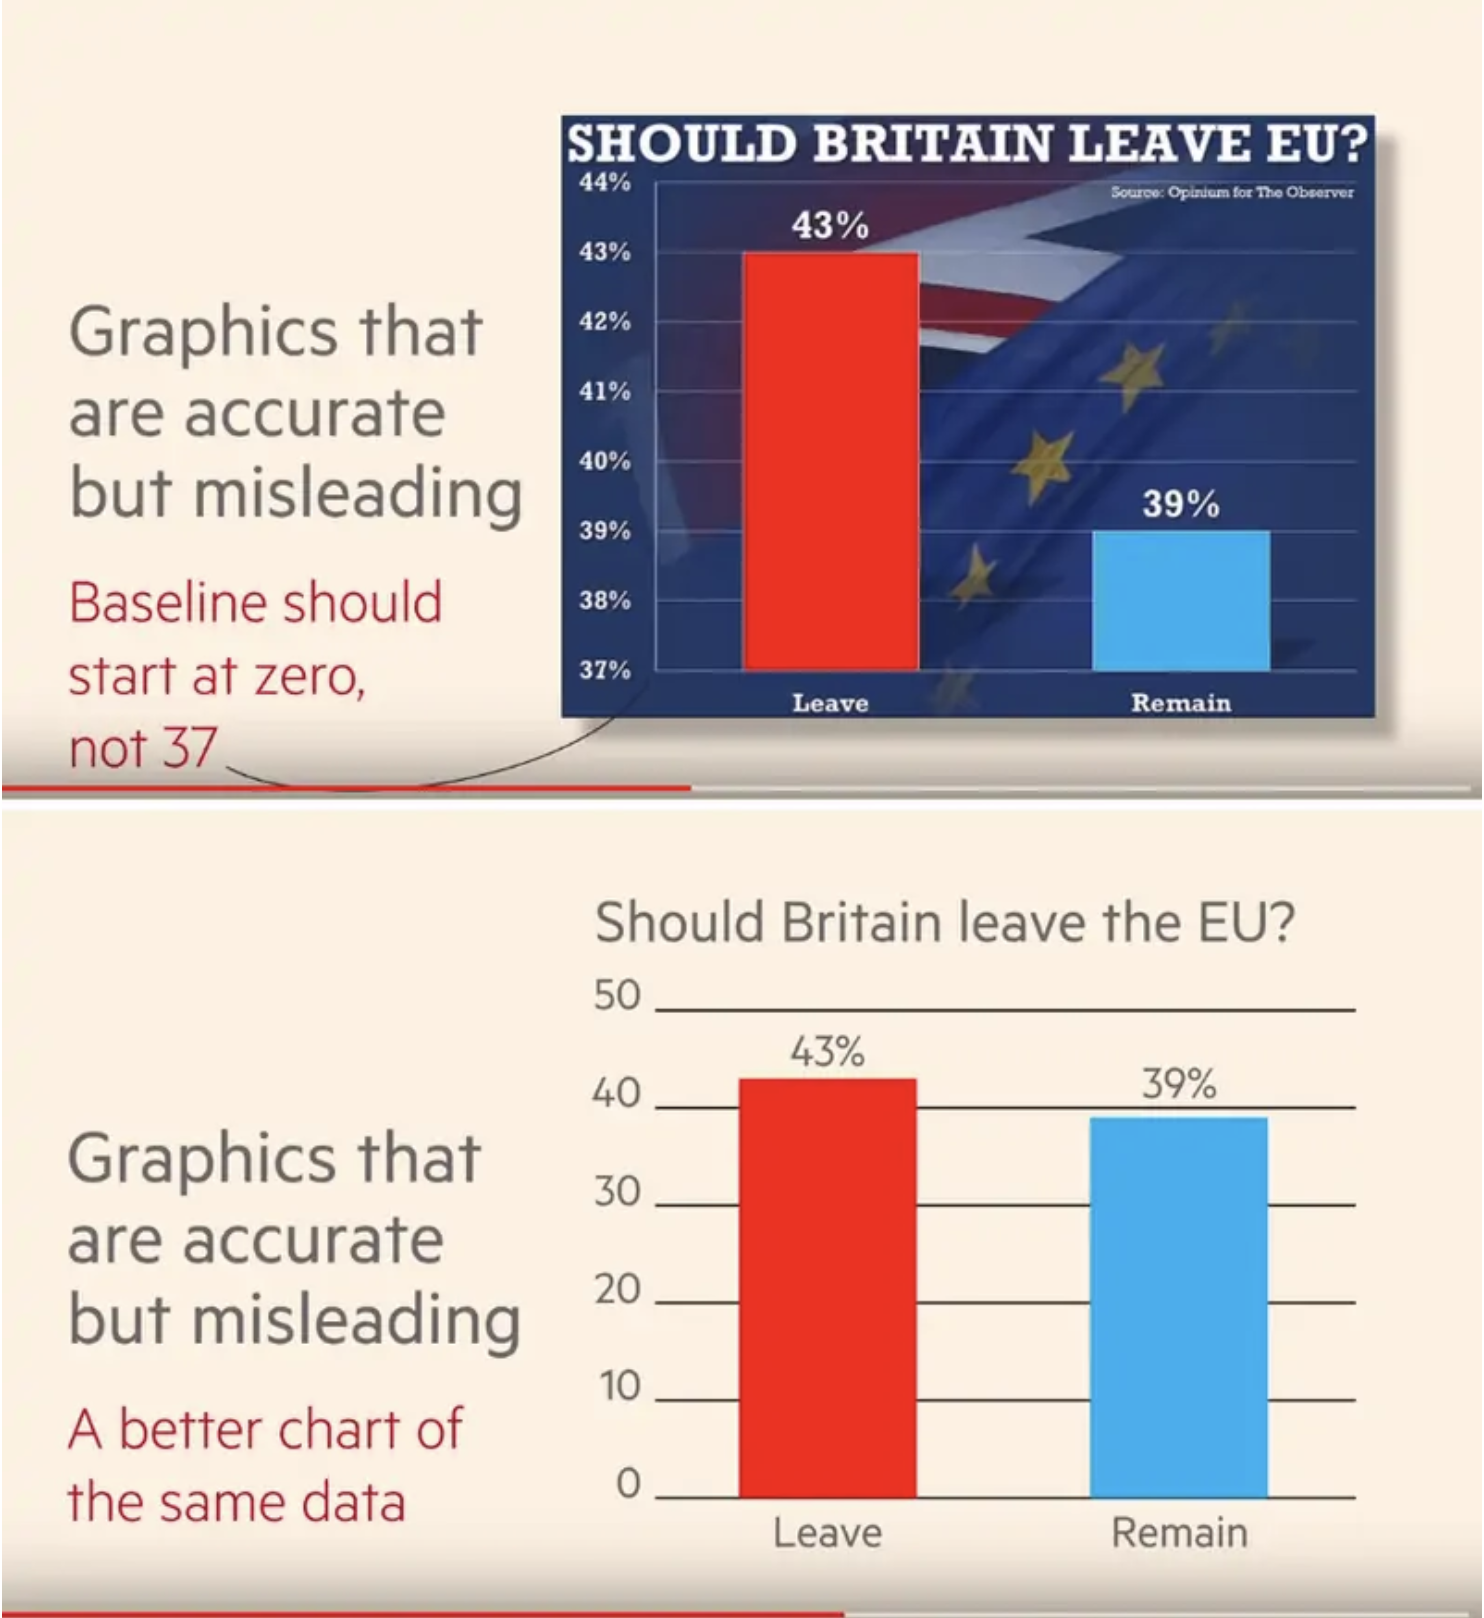 SHOULD BRITAIN LEAVE EU?
Source: Opinium for The Observer
44%
43%
42%
41%
40%
39%
38%
37%
43%
39%
Leave
Remain
Graphics that
are accurate
but misleading
Baseline should
start at zero,
not 37
Should Britain leave the EU?
50
40
30
20
10
0
43%
39%
Leave
Remain
Graphics that
are accurate
but misleading
A better chart of
the same data